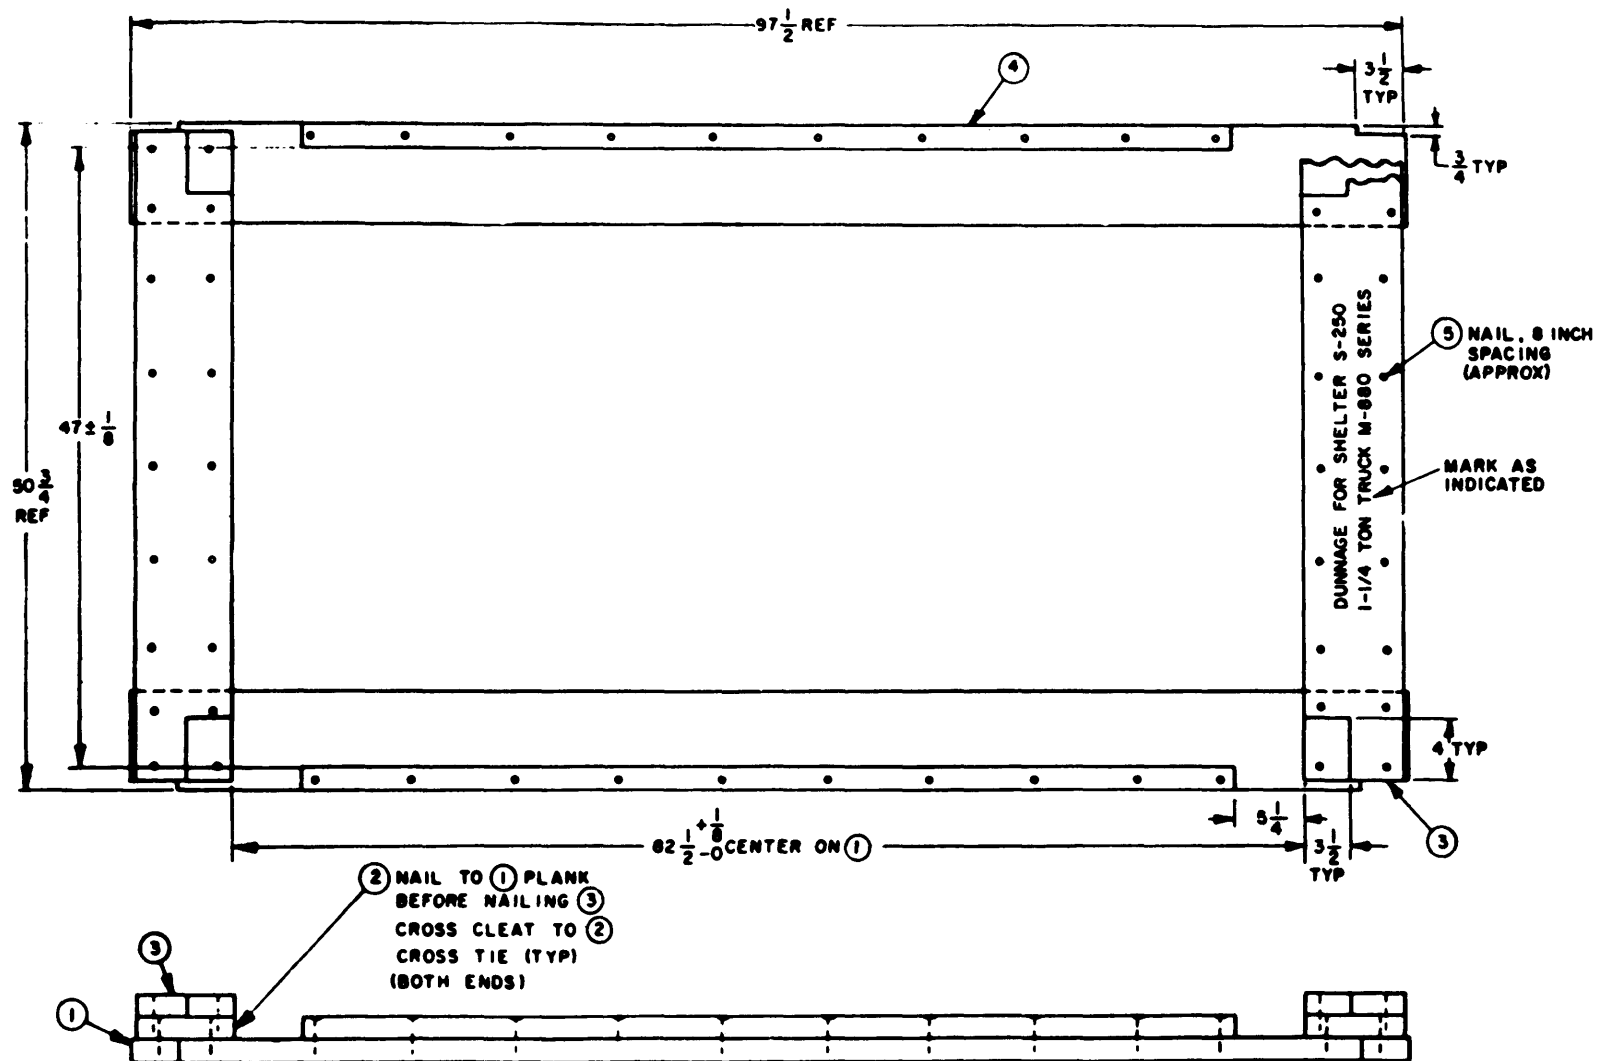 97 1/2 REF
4
3 1/2
TYP
3/4 TYP
47 ± 1/8
50 3/4
REF
DUNNAGE FOR SHELTER S-250
1-1/4 TON TRUCK M-880 SERIES
5 NAIL, 8 INCH
SPACING
(APPROX)
MARK AS
INDICATED
4 TYP
5 1/4
82 1/2 +1/8 -0 CENTER ON 1
3 1/2
TYP
3
2 NAIL TO 1 PLANK
BEFORE NAILING 3
CROSS CLEAT TO 2
CROSS TIE (TYP)
(BOTH ENDS)
3
1